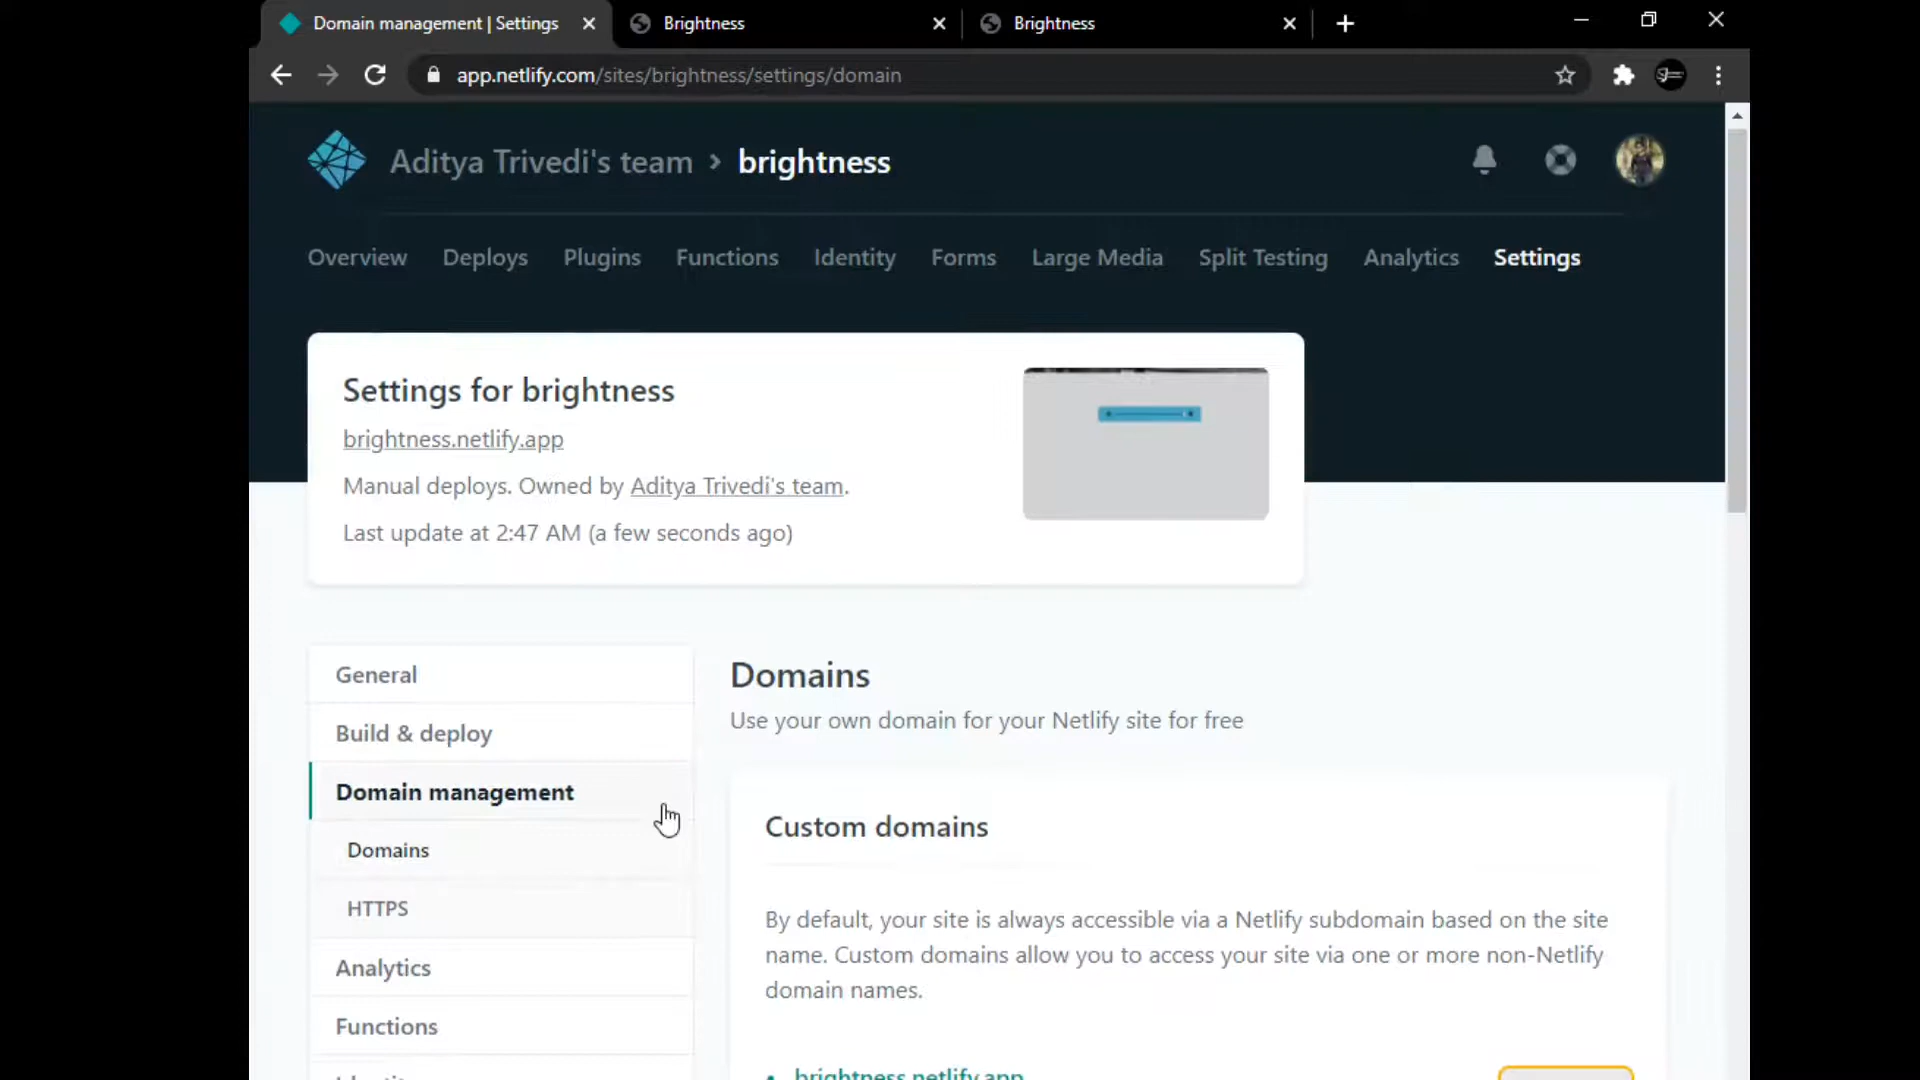 Domain management | Settings
Brightness
Brightness
app.netlify.com/sites/brightness/settings/domain
Aditya Trivedi's team > brightness
Overview Deploys Plugins Functions Identity Forms Large Media Split Testing Analytics Settings
Settings for brightness
brightness.netlify.app
Manual deploys. Owned by Aditya Trivedi's team.
Last update at 2:47 AM (a few seconds ago)
General
Build & deploy
Domain management
Domains
HTTPS
Analytics
Functions
Domains
Use your own domain for your Netlify site for free
Custom domains
By default, your site is always accessible via a Netlify subdomain based on the site
name. Custom domains allow you to access your site via one or more non-Netlify
domain names.
• brightness.netlify.app